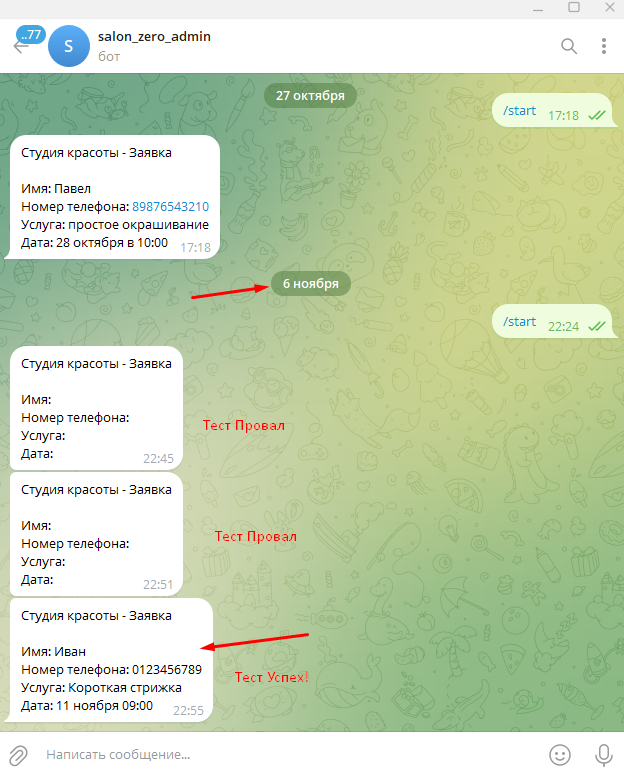 ..77
S
salon_zero_admin
бот
27 октября
/start 17:18
Студия красоты - Заявка
Имя: Павел
Номер телефона: 89876543210
Услуга: простое окрашивание
Дата: 28 октября в 10:00 17:18
6 ноября
/start 22:24
Студия красоты - Заявка
Имя:
Номер телефона:
Тест Провал
Услуга:
Дата:
22:45
Студия красоты - Заявка
Имя:
Тест Провал
Номер телефона:
Услуга:
Дата:
22:51
Студия красоты - Заявка
Имя: Иван
Номер телефона: 0123456789
Тест Успех!
Услуга: Короткая стрижка
Дата: 11 ноября 09:00 22:55
Написать сообщение...